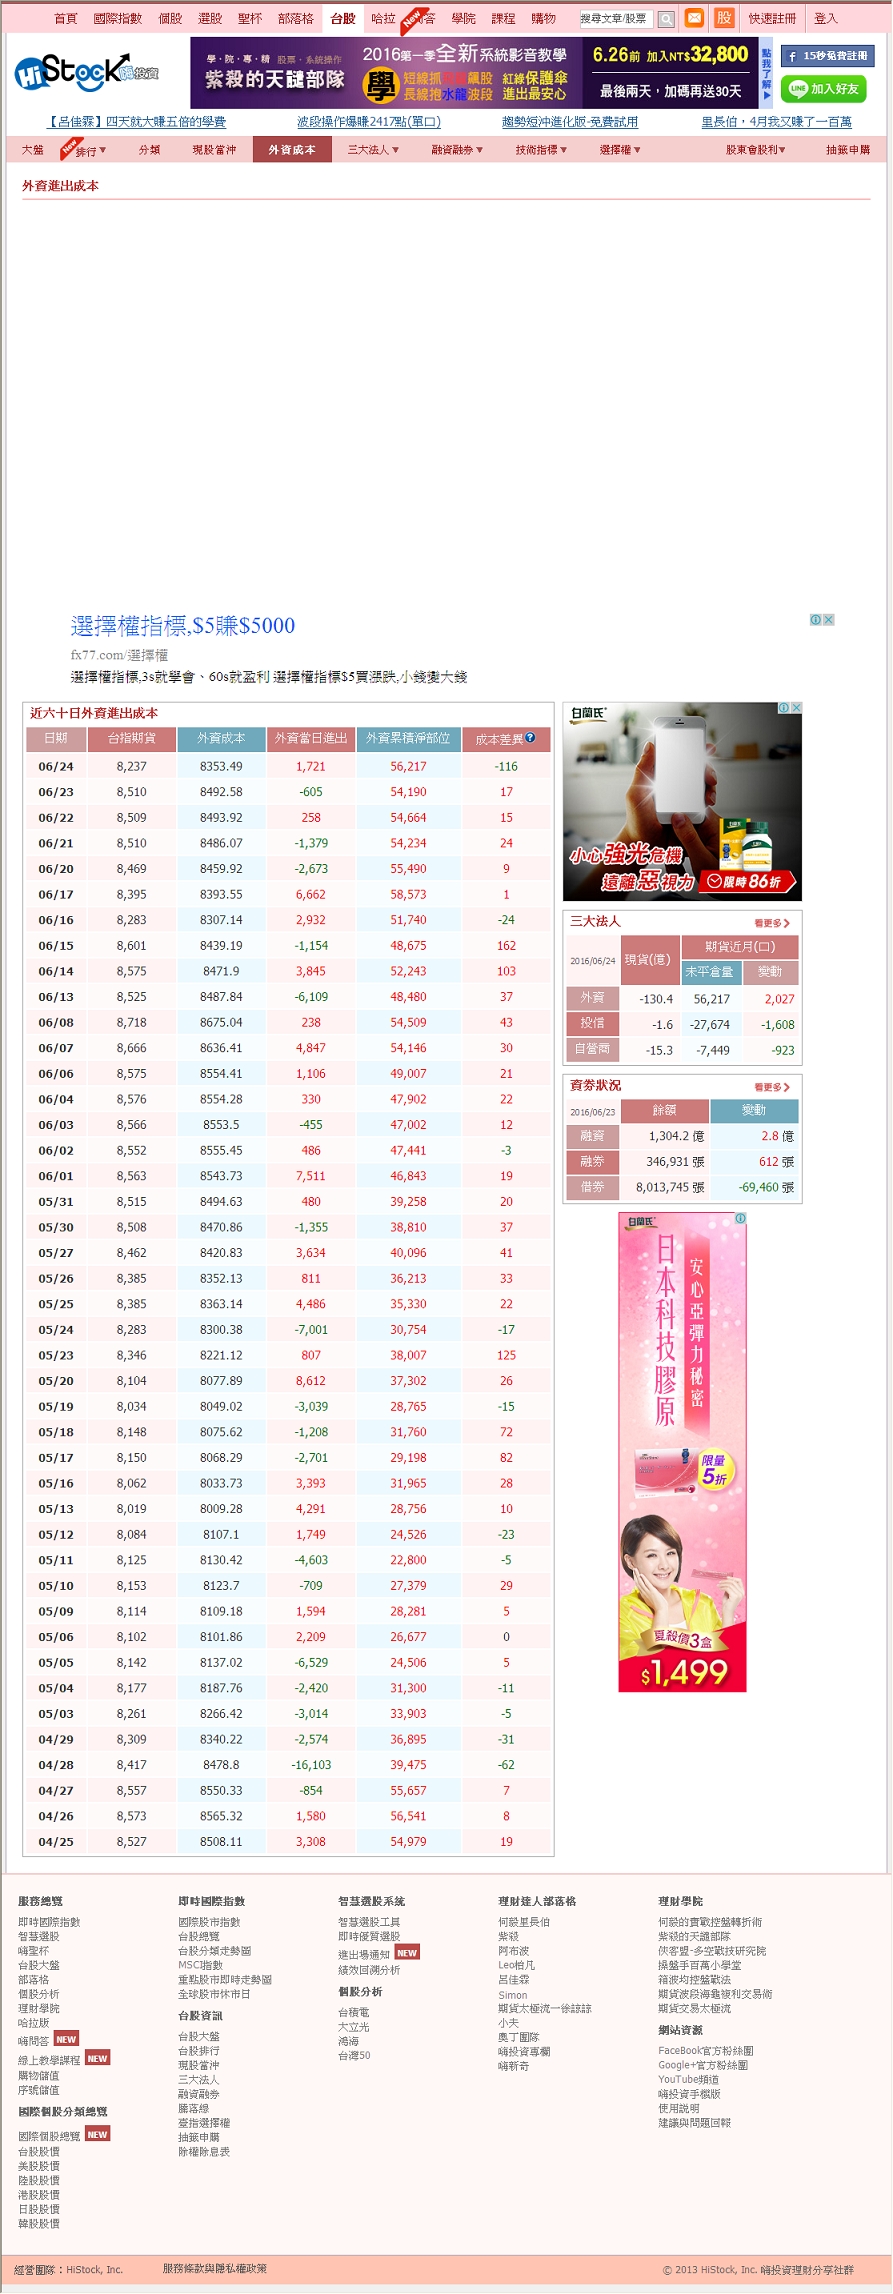 首頁 國際指數 個股 選股 聖杯 部落格 台股 哈拉 New 答 學院 課程 購物 搜尋文章/股票 股 快速註冊 登入
HiStock嗨投資
學・院・專・精 股票・系統操作
紫殺的天謎部隊
2016第一季全新系統影音教學
學 短線抓 飆股 紅綠保護傘
長線抱水龍波段 進出最安心
6.26前 加入NT$32,800
最後兩天，加碼再送30天
點我了解▶
f 15秒免費註冊
LINE 加入好友
【呂佳霖】四天就大賺五倍的學費 波段操作爆賺2417點(單口) 趨勢短沖進化版-免費試用 里長伯，4月我又賺了一百萬
大盤 New 排行▼ 分類 現股當沖 外資成本 三大法人▼ 融資融券▼ 技術指標▼ 選擇權▼ 股東會股利▼ 抽籤申購
外資進出成本
選擇權指標,$5賺$5000
fx77.com/選擇權
選擇權指標,3s就學會、60s就盈利 選擇權指標$5買漲跌,小錢變大錢
近六十日外資進出成本
日期 台指期貨 外資成本 外資當日進出 外資累積淨部位 成本差異?
06/24 8,237 8353.49 1,721 56,217 -116
06/23 8,510 8492.58 -605 54,190 17
06/22 8,509 8493.92 258 54,664 15
06/21 8,510 8486.07 -1,379 54,234 24
06/20 8,469 8459.92 -2,673 55,490 9
06/17 8,395 8393.55 6,662 58,573 1
06/16 8,283 8307.14 2,932 51,740 -24
06/15 8,601 8439.19 -1,154 48,675 162
06/14 8,575 8471.9 3,845 52,243 103
06/13 8,525 8487.84 -6,109 48,480 37
06/08 8,718 8675.04 238 54,509 43
06/07 8,666 8636.41 4,847 54,146 30
06/06 8,575 8554.41 1,106 49,007 21
06/04 8,576 8554.28 330 47,902 22
06/03 8,566 8553.5 -455 47,002 12
06/02 8,552 8555.45 486 47,441 -3
06/01 8,563 8543.73 7,511 46,843 19
05/31 8,515 8494.63 480 39,258 20
05/30 8,508 8470.86 -1,355 38,810 37
05/27 8,462 8420.83 3,634 40,096 41
05/26 8,385 8352.13 811 36,213 33
05/25 8,385 8363.14 4,486 35,330 22
05/24 8,283 8300.38 -7,001 30,754 -17
05/23 8,346 8221.12 807 38,007 125
05/20 8,104 8077.89 8,612 37,302 26
05/19 8,034 8049.02 -3,039 28,765 -15
05/18 8,148 8075.62 -1,208 31,760 72
05/17 8,150 8068.29 -2,701 29,198 82
05/16 8,062 8033.73 3,393 31,965 28
05/13 8,019 8009.28 4,291 28,756 10
05/12 8,084 8107.1 1,749 24,526 -23
05/11 8,125 8130.42 -4,603 22,800 -5
05/10 8,153 8123.7 -709 27,379 29
05/09 8,114 8109.18 1,594 28,281 5
05/06 8,102 8101.86 2,209 26,677 0
05/05 8,142 8137.02 -6,529 24,506 5
05/04 8,177 8187.76 -2,420 31,300 -11
05/03 8,261 8266.42 -3,014 33,903 -5
04/29 8,309 8340.22 -2,574 36,895 -31
04/28 8,417 8478.8 -16,103 39,475 -62
04/27 8,557 8550.33 -854 55,657 7
04/26 8,573 8565.32 1,580 56,541 8
04/25 8,527 8508.11 3,308 54,979 19
白蘭氏
小心強光危機
遠離惡視力 限時86折
三大法人 看更多
2016/06/24 現貨(億) 期貨近月(口)
未平倉量 變動
外資 -130.4 56,217 2,027
投信 -1.6 -27,674 -1,608
自營商 -15.3 -7,449 -923
資券狀況 看更多
2016/06/23 餘額 變動
融資 1,304.2 億 2.8 億
融券 346,931 張 612 張
借券 8,013,745 張 -69,460 張
白蘭氏
安心亞彈力秘密
日本科技膠原
限量
5折
夏殺價3盒
$1,499
服務總覽
即時國際指數
智慧選股
嗨聖杯
台股大盤
部落格
個股分析
理財學院
哈拉版
嗨問答 NEW
線上教學課程 NEW
購物儲值
序號儲值
國際個股分類總覽
國際個股總覽 NEW
台股股價
美股股價
陸股股價
港股股價
日股股價
韓股股價
即時國際指數
國際股市指數
台股總覽
台股分類走勢圖
MSCI指數
重點股市即時走勢圖
全球股市休市日
台股資訊
台股大盤
台股排行
現股當沖
三大法人
融資融券
騰落線
臺指選擇權
抽籤申購
除權除息表
智慧選股系統
智慧選股工具
即時優質選股
進出場通知 NEW
績效回溯分析
個股分析
台積電
大立光
鴻海
台灣50
理財達人部落格
何毅里長伯
紫殺
阿布波
Leo柏凡
呂佳霖
Simon
期貨太極流－徐諒諒
小夫
奧丁團隊
嗨投資專欄
嗨新奇
理財學院
何毅的實戰控盤轉折術
紫殺的天謎部隊
俠客盟-多空戰技研究院
操盤手百萬小學堂
箱波均控盤戰法
期貨波段海龜複利交易術
期貨交易太極流
網站資源
FaceBook官方粉絲團
Google+官方粉絲團
YouTube頻道
嗨投資手機版
使用說明
建議與問題回報
經營團隊：HiStock, Inc. 服務條款與隱私權政策 © 2013 HiStock, Inc. 嗨投資理財分享社群